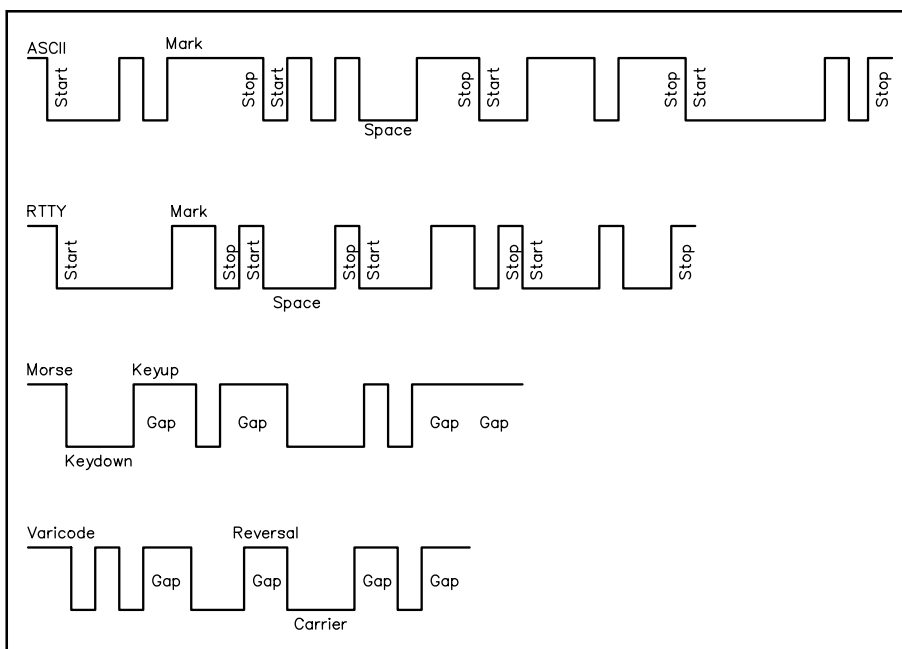 ASCII Mark
Start Stop Start Stop Start Stop Start Stop
Space
RTTY Mark
Start Stop Start Stop Start Stop Start Stop
Space
Morse Keyup
Gap Gap Gap Gap
Keydown
Varicode Reversal
Gap Gap Gap Gap
Carrier